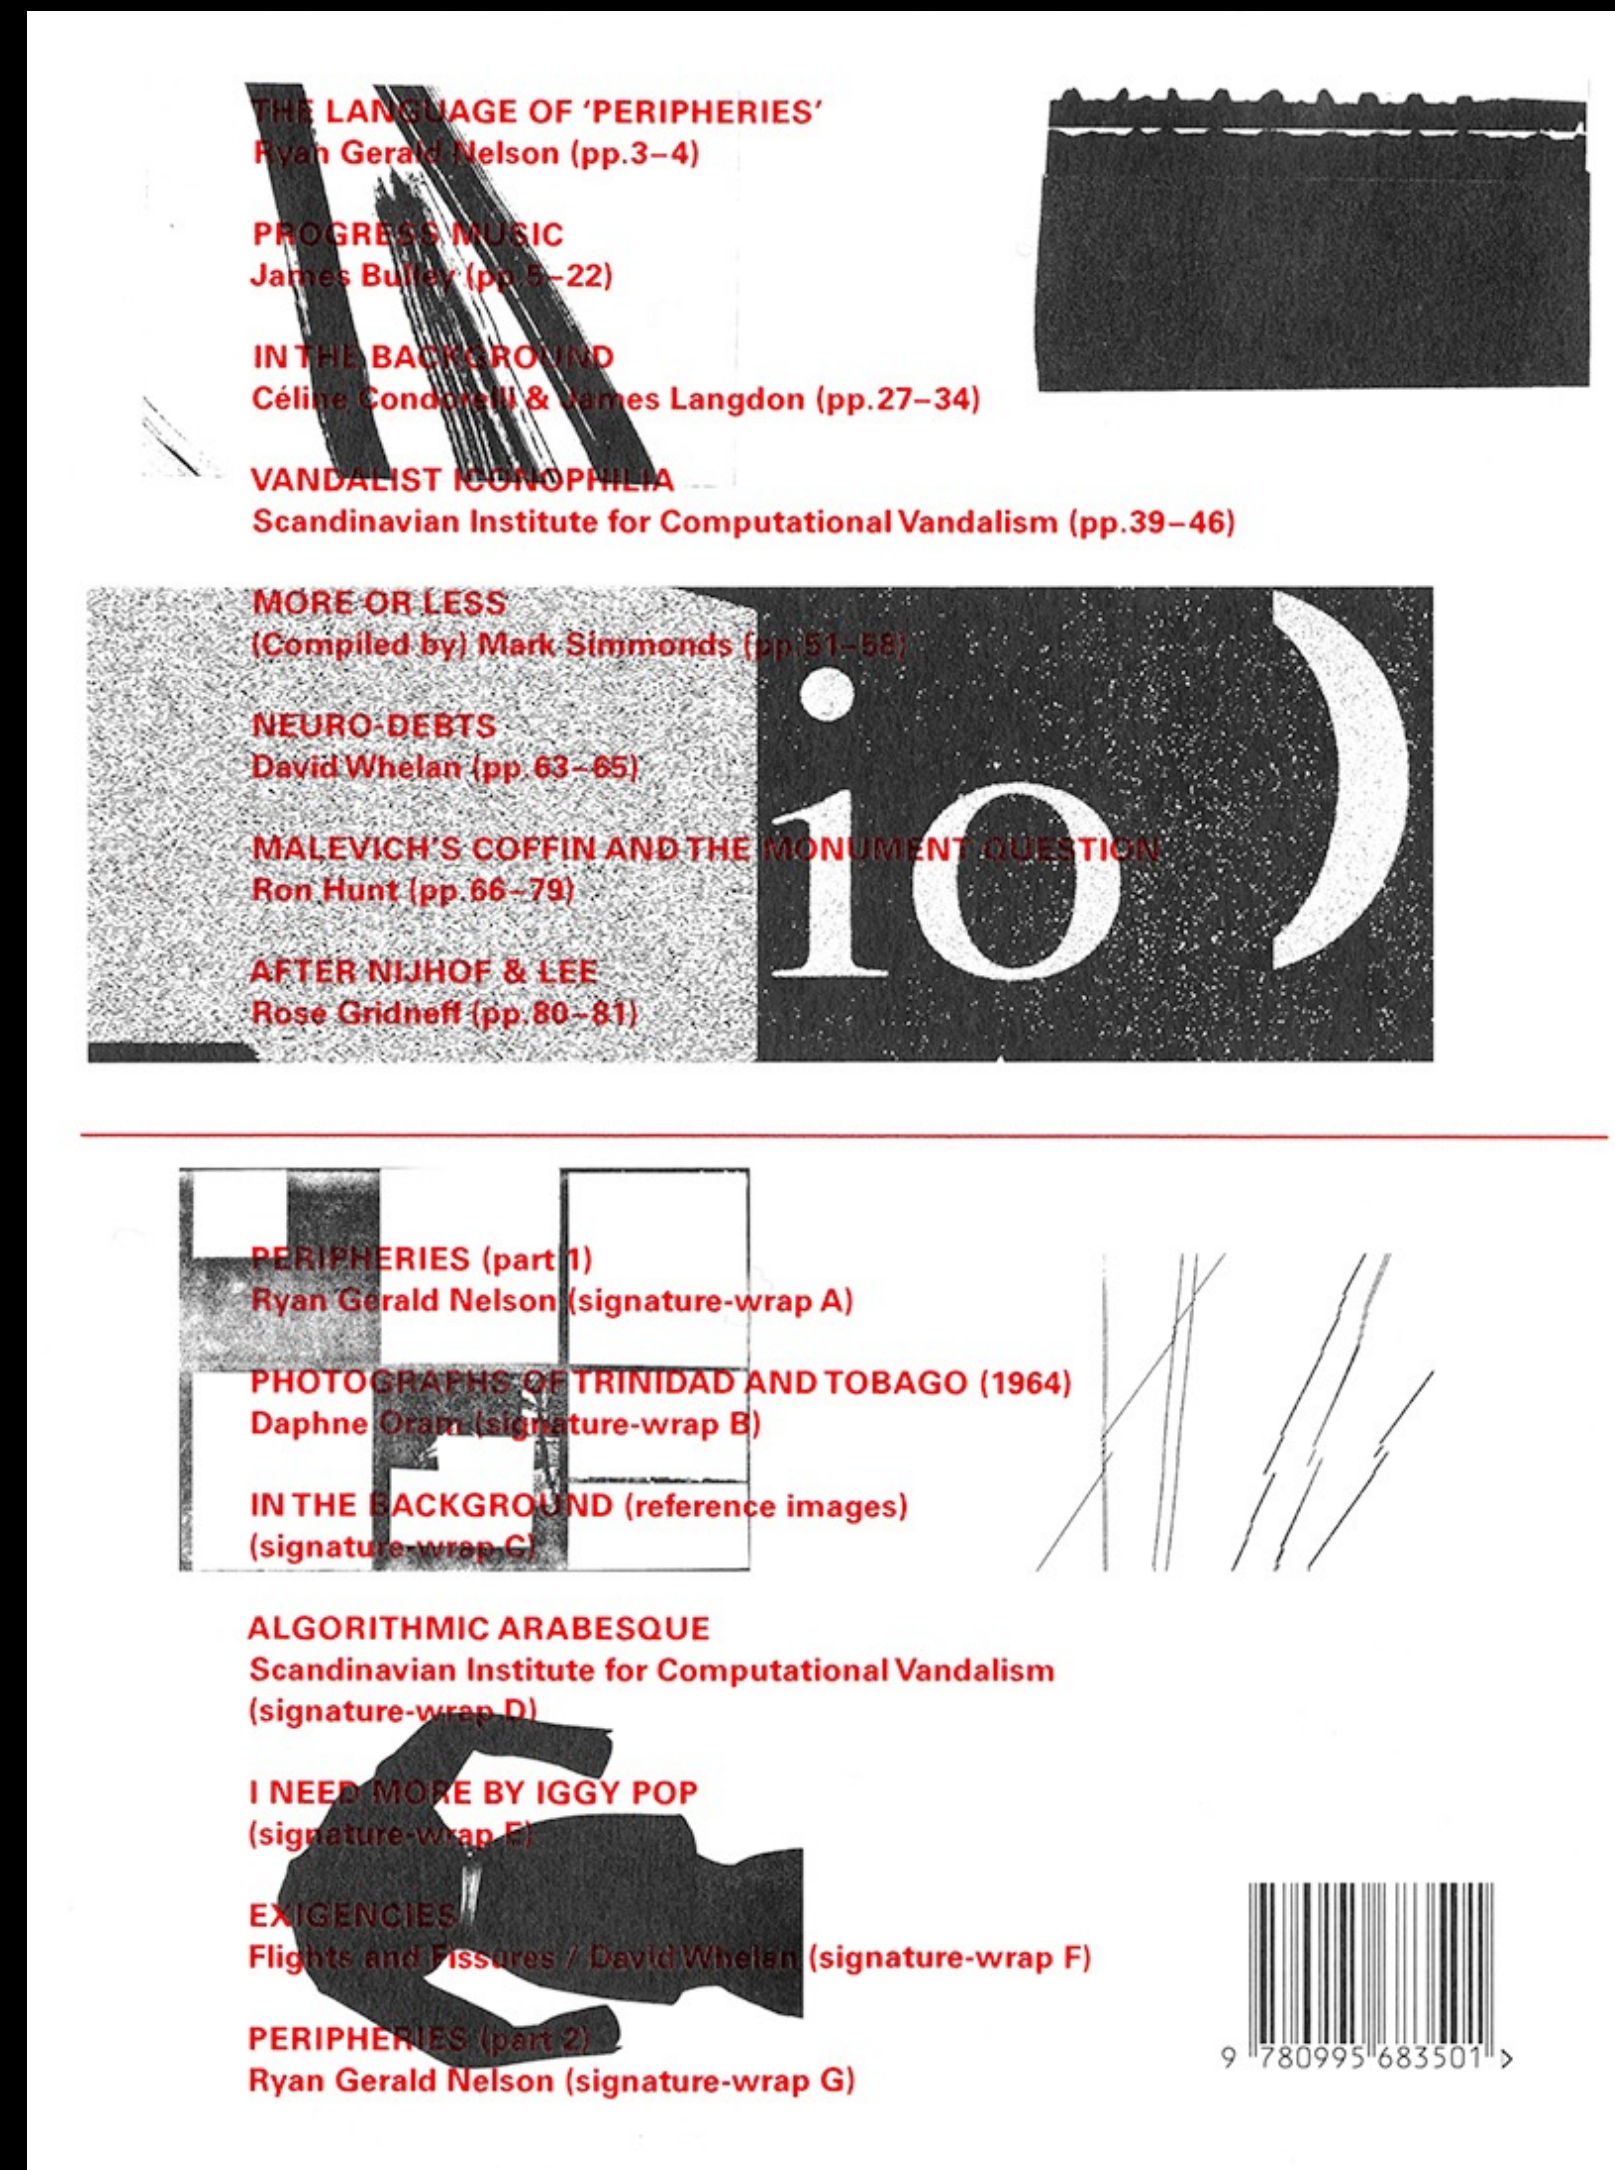 THE LANGUAGE OF ‘PERIPHERIES’
Ryan Gerald Nelson (pp.3–4)
PROGRESS MUSIC
James Bulley (pp.5–22)
IN THE BACKGROUND
Céline Condorelli & James Langdon (pp.27–34)
VANDALIST ICONOPHILIA
Scandinavian Institute for Computational Vandalism (pp.39–46)
MORE OR LESS
(Compiled by) Mark Simmonds (pp.51–58)
NEURO-DEBTS
David Whelan (pp.63–65)
io)
MALEVICH’S COFFIN AND THE MONUMENT QUESTION
Ron Hunt (pp.66–79)
AFTER NIJHOF & LEE
Rose Gridneff (pp.80–81)
PERIPHERIES (part 1)
Ryan Gerald Nelson (signature-wrap A)
PHOTOGRAPHS OF TRINIDAD AND TOBAGO (1964)
Daphne Oram (signature-wrap B)
IN THE BACKGROUND (reference images)
(signature-wrap C)
ALGORITHMIC ARABESQUE
Scandinavian Institute for Computational Vandalism
(signature-wrap D)
I NEED MORE BY IGGY POP
(signature-wrap E)
EXIGENCIES
Flights and Fissures / David Whelan (signature-wrap F)
PERIPHERIES (part 2)
Ryan Gerald Nelson (signature-wrap G)
9 780995 683501 >